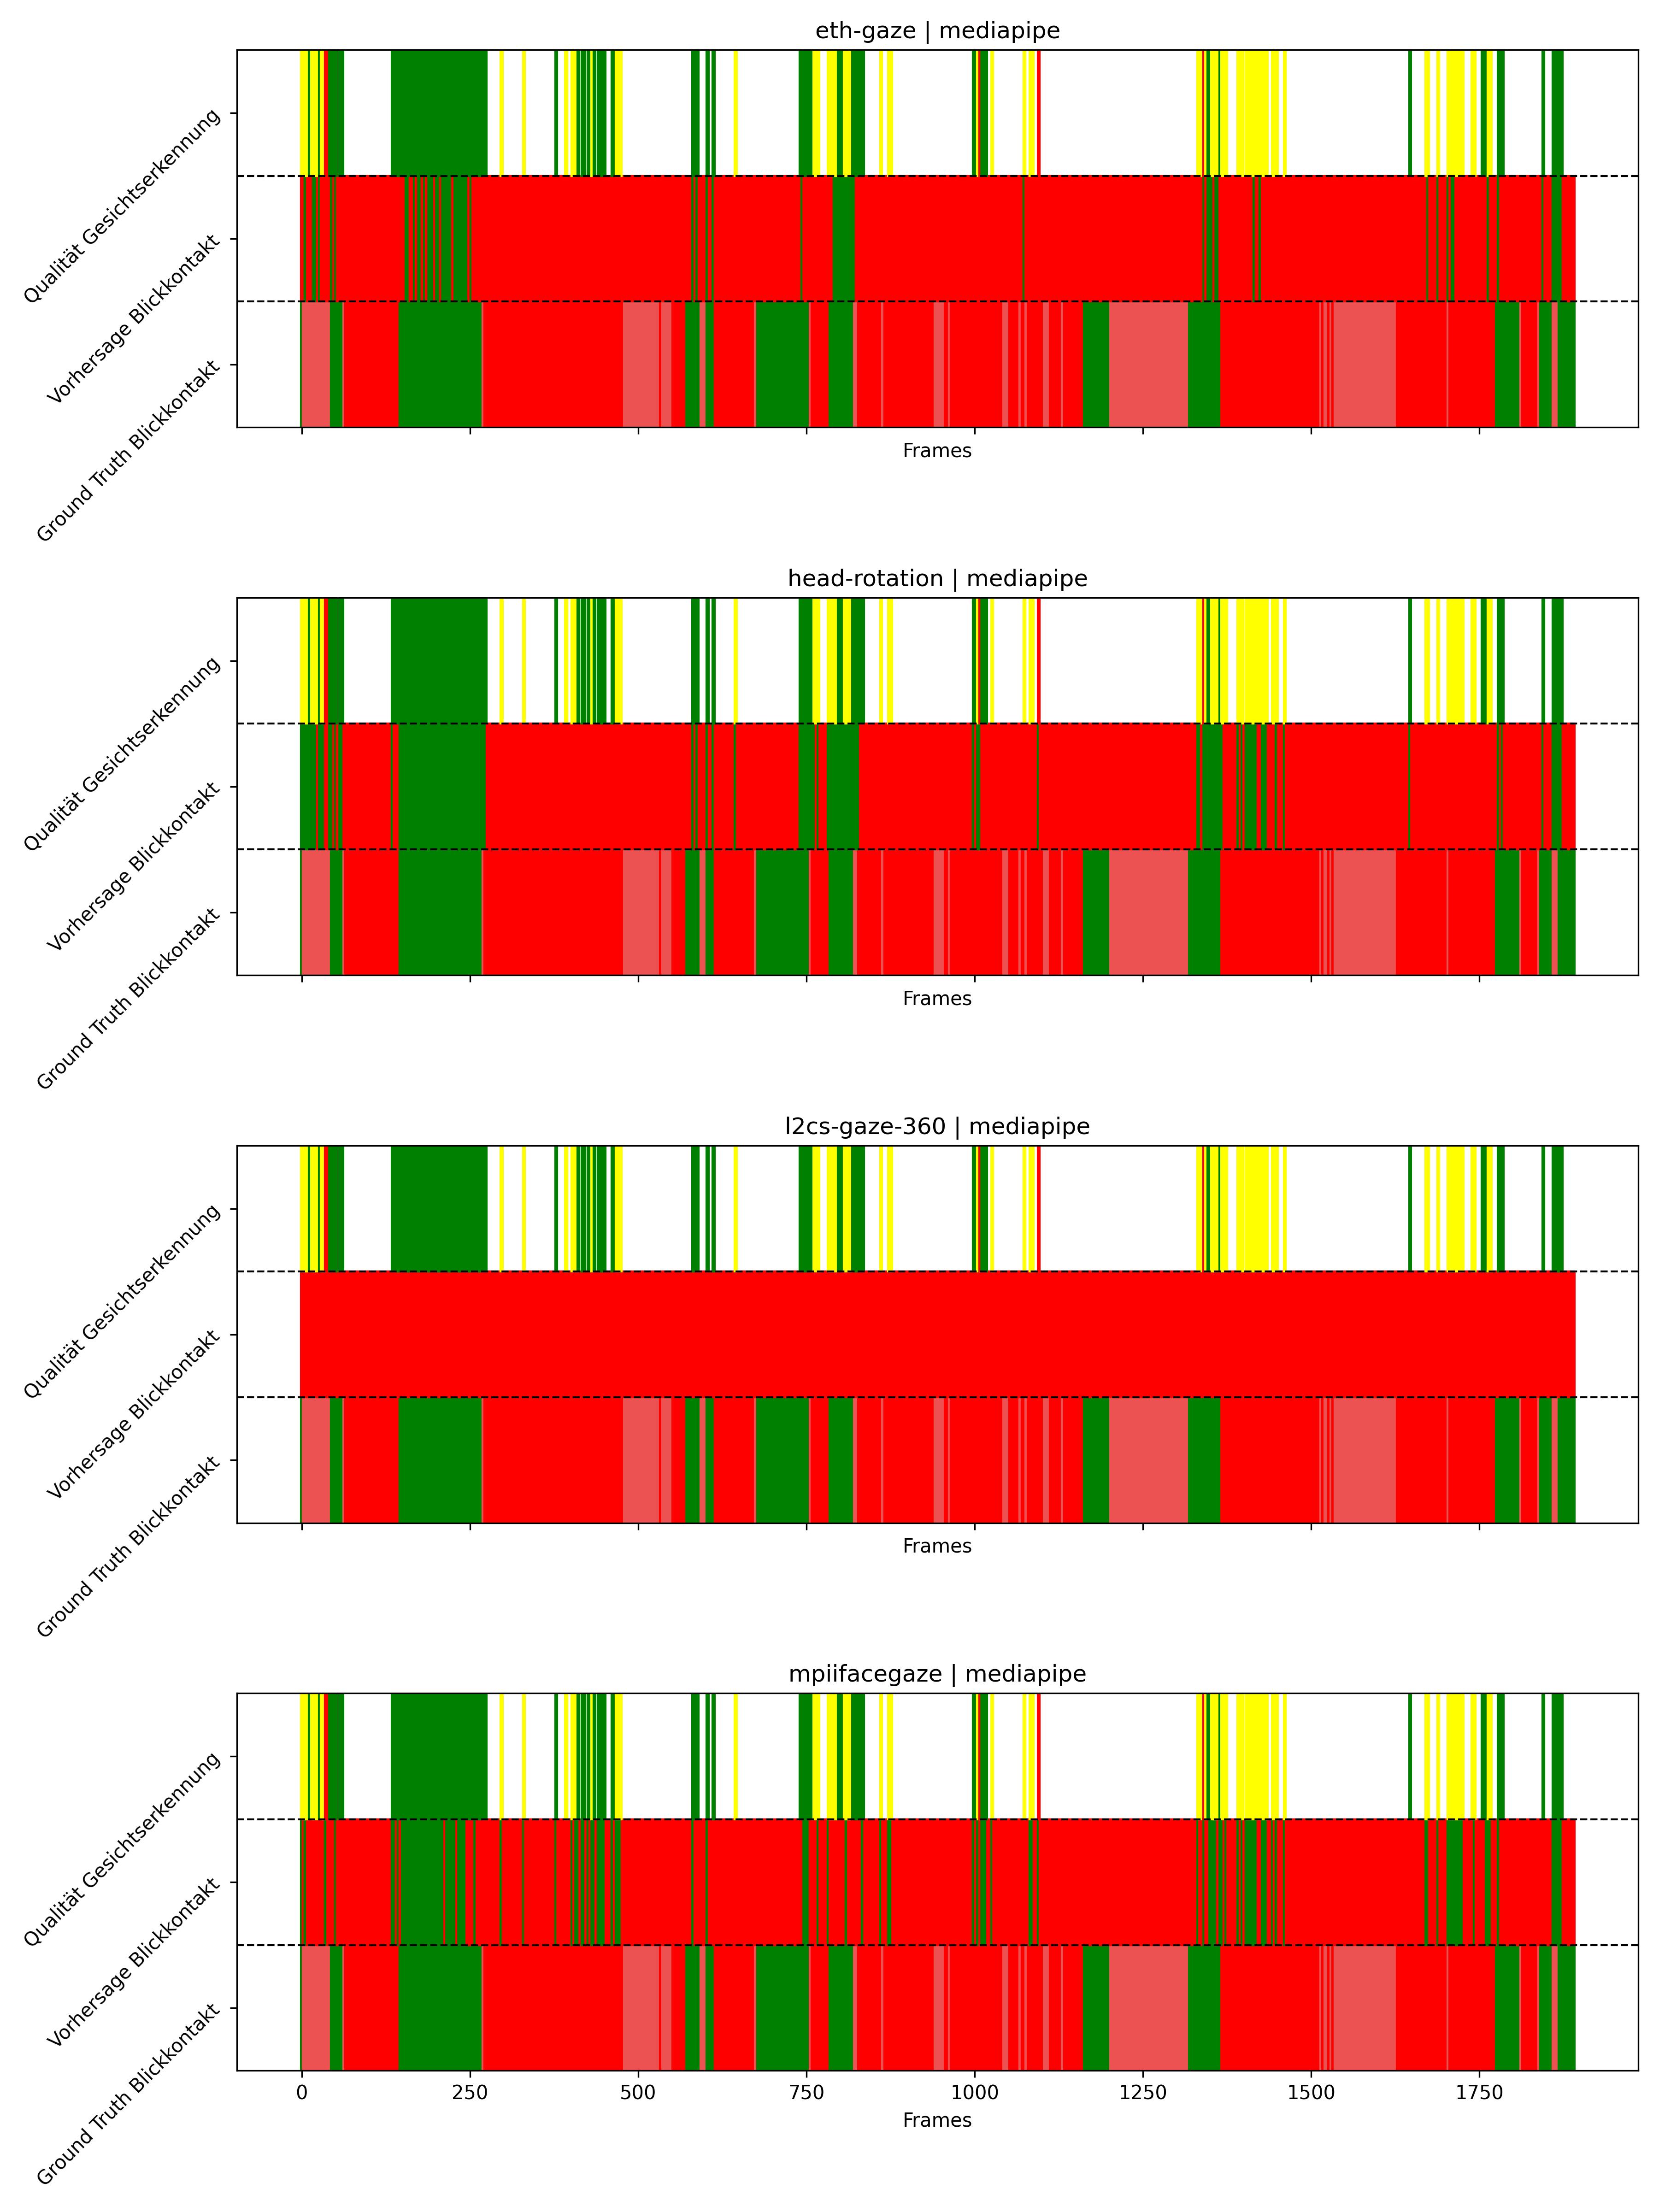 eth-gaze | mediapipe
Qualität Gesichtserkennung
Vorhersage Blickkontakt
Ground Truth Blickkontakt
Frames
head-rotation | mediapipe
Qualität Gesichtserkennung
Vorhersage Blickkontakt
Ground Truth Blickkontakt
Frames
l2cs-gaze-360 | mediapipe
Qualität Gesichtserkennung
Vorhersage Blickkontakt
Ground Truth Blickkontakt
Frames
mpiifacegaze | mediapipe
Qualität Gesichtserkennung
Vorhersage Blickkontakt
Ground Truth Blickkontakt
0 250 500 750 1000 1250 1500 1750
Frames